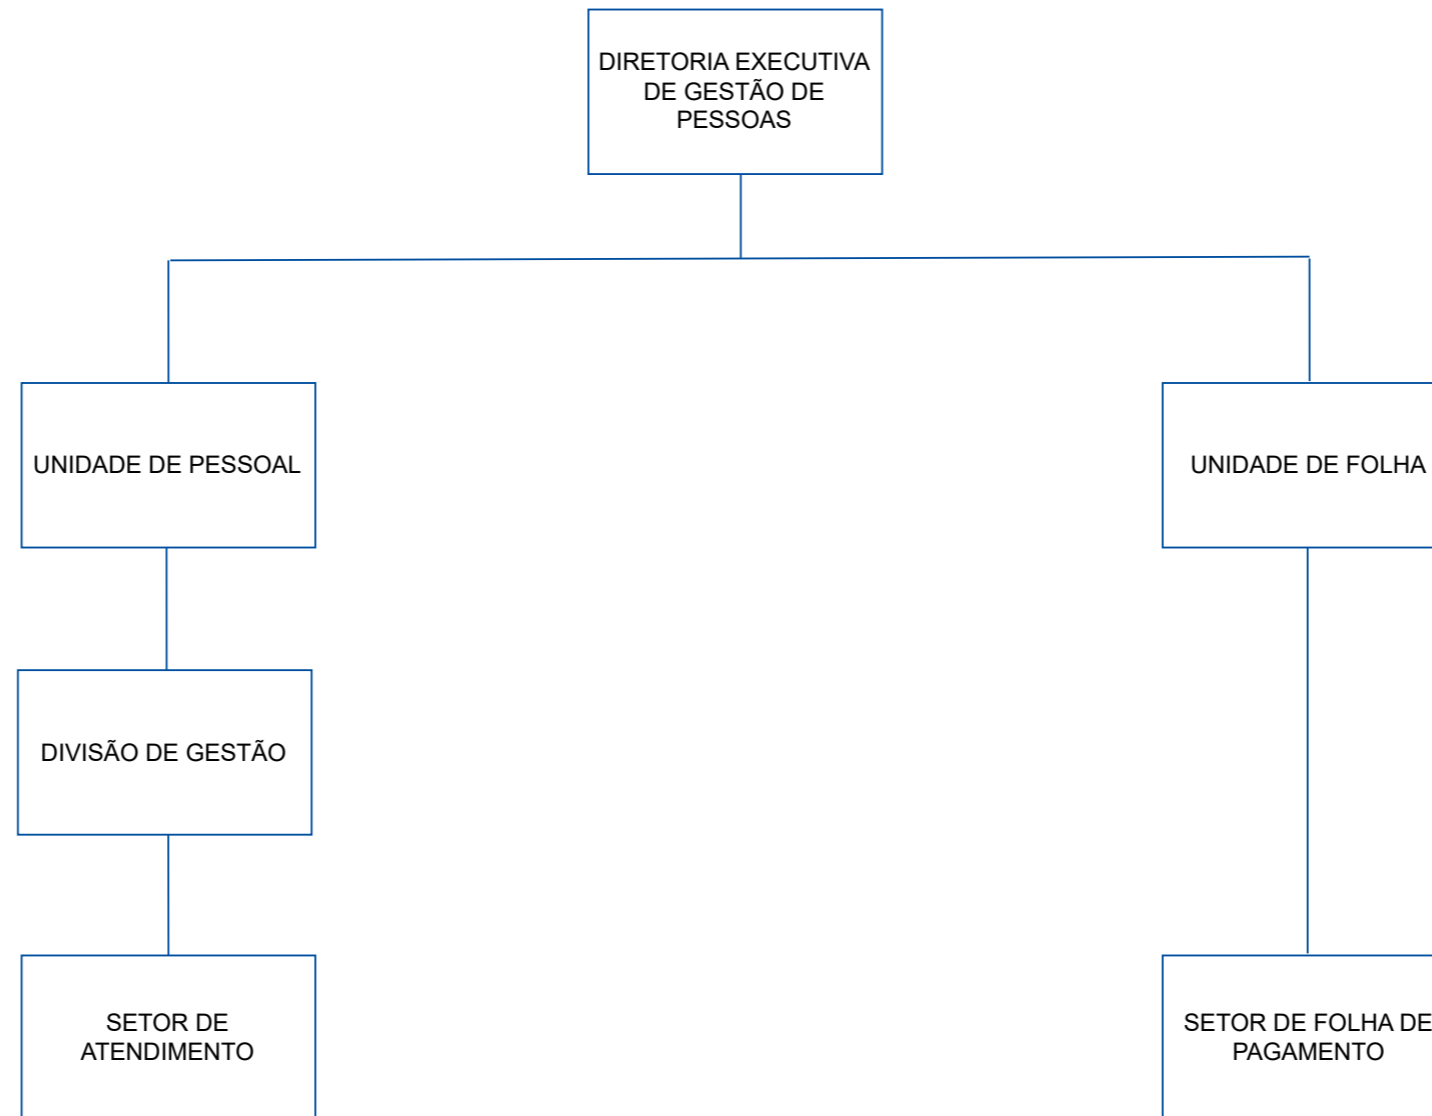 DIRETORIA EXECUTIVA
DE GESTÃO DE
PESSOAS
UNIDADE DE PESSOAL
UNIDADE DE FOLHA
DIVISÃO DE GESTÃO
SETOR DE
ATENDIMENTO
SETOR DE FOLHA DE
PAGAMENTO